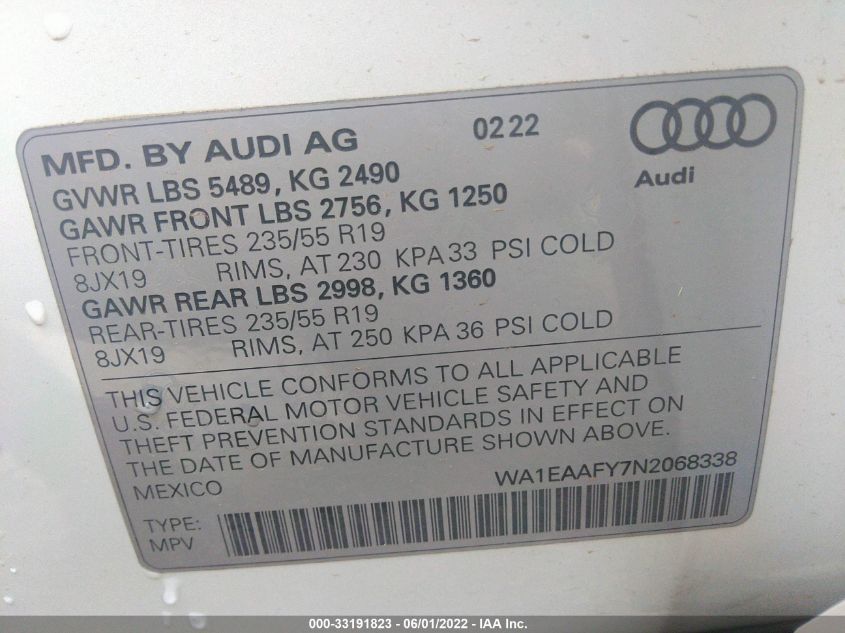 MFD. BY AUDI AG 0222
Audi
GVWR LBS 5489, KG 2490
GAWR FRONT LBS 2756, KG 1250
FRONT-TIRES 235/55 R19
8JX19 RIMS, AT 230 KPA 33 PSI COLD
GAWR REAR LBS 2998, KG 1360
REAR-TIRES 235/55 R19
8JX19 RIMS, AT 250 KPA 36 PSI COLD
THIS VEHICLE CONFORMS TO ALL APPLICABLE
U.S. FEDERAL MOTOR VEHICLE SAFETY AND
THEFT PREVENTION STANDARDS IN EFFECT ON
THE DATE OF MANUFACTURE SHOWN ABOVE.
MEXICO WA1EAAFY7N2068338
TYPE:
MPV
000-33191823 - 06/01/2022 - IAA Inc.